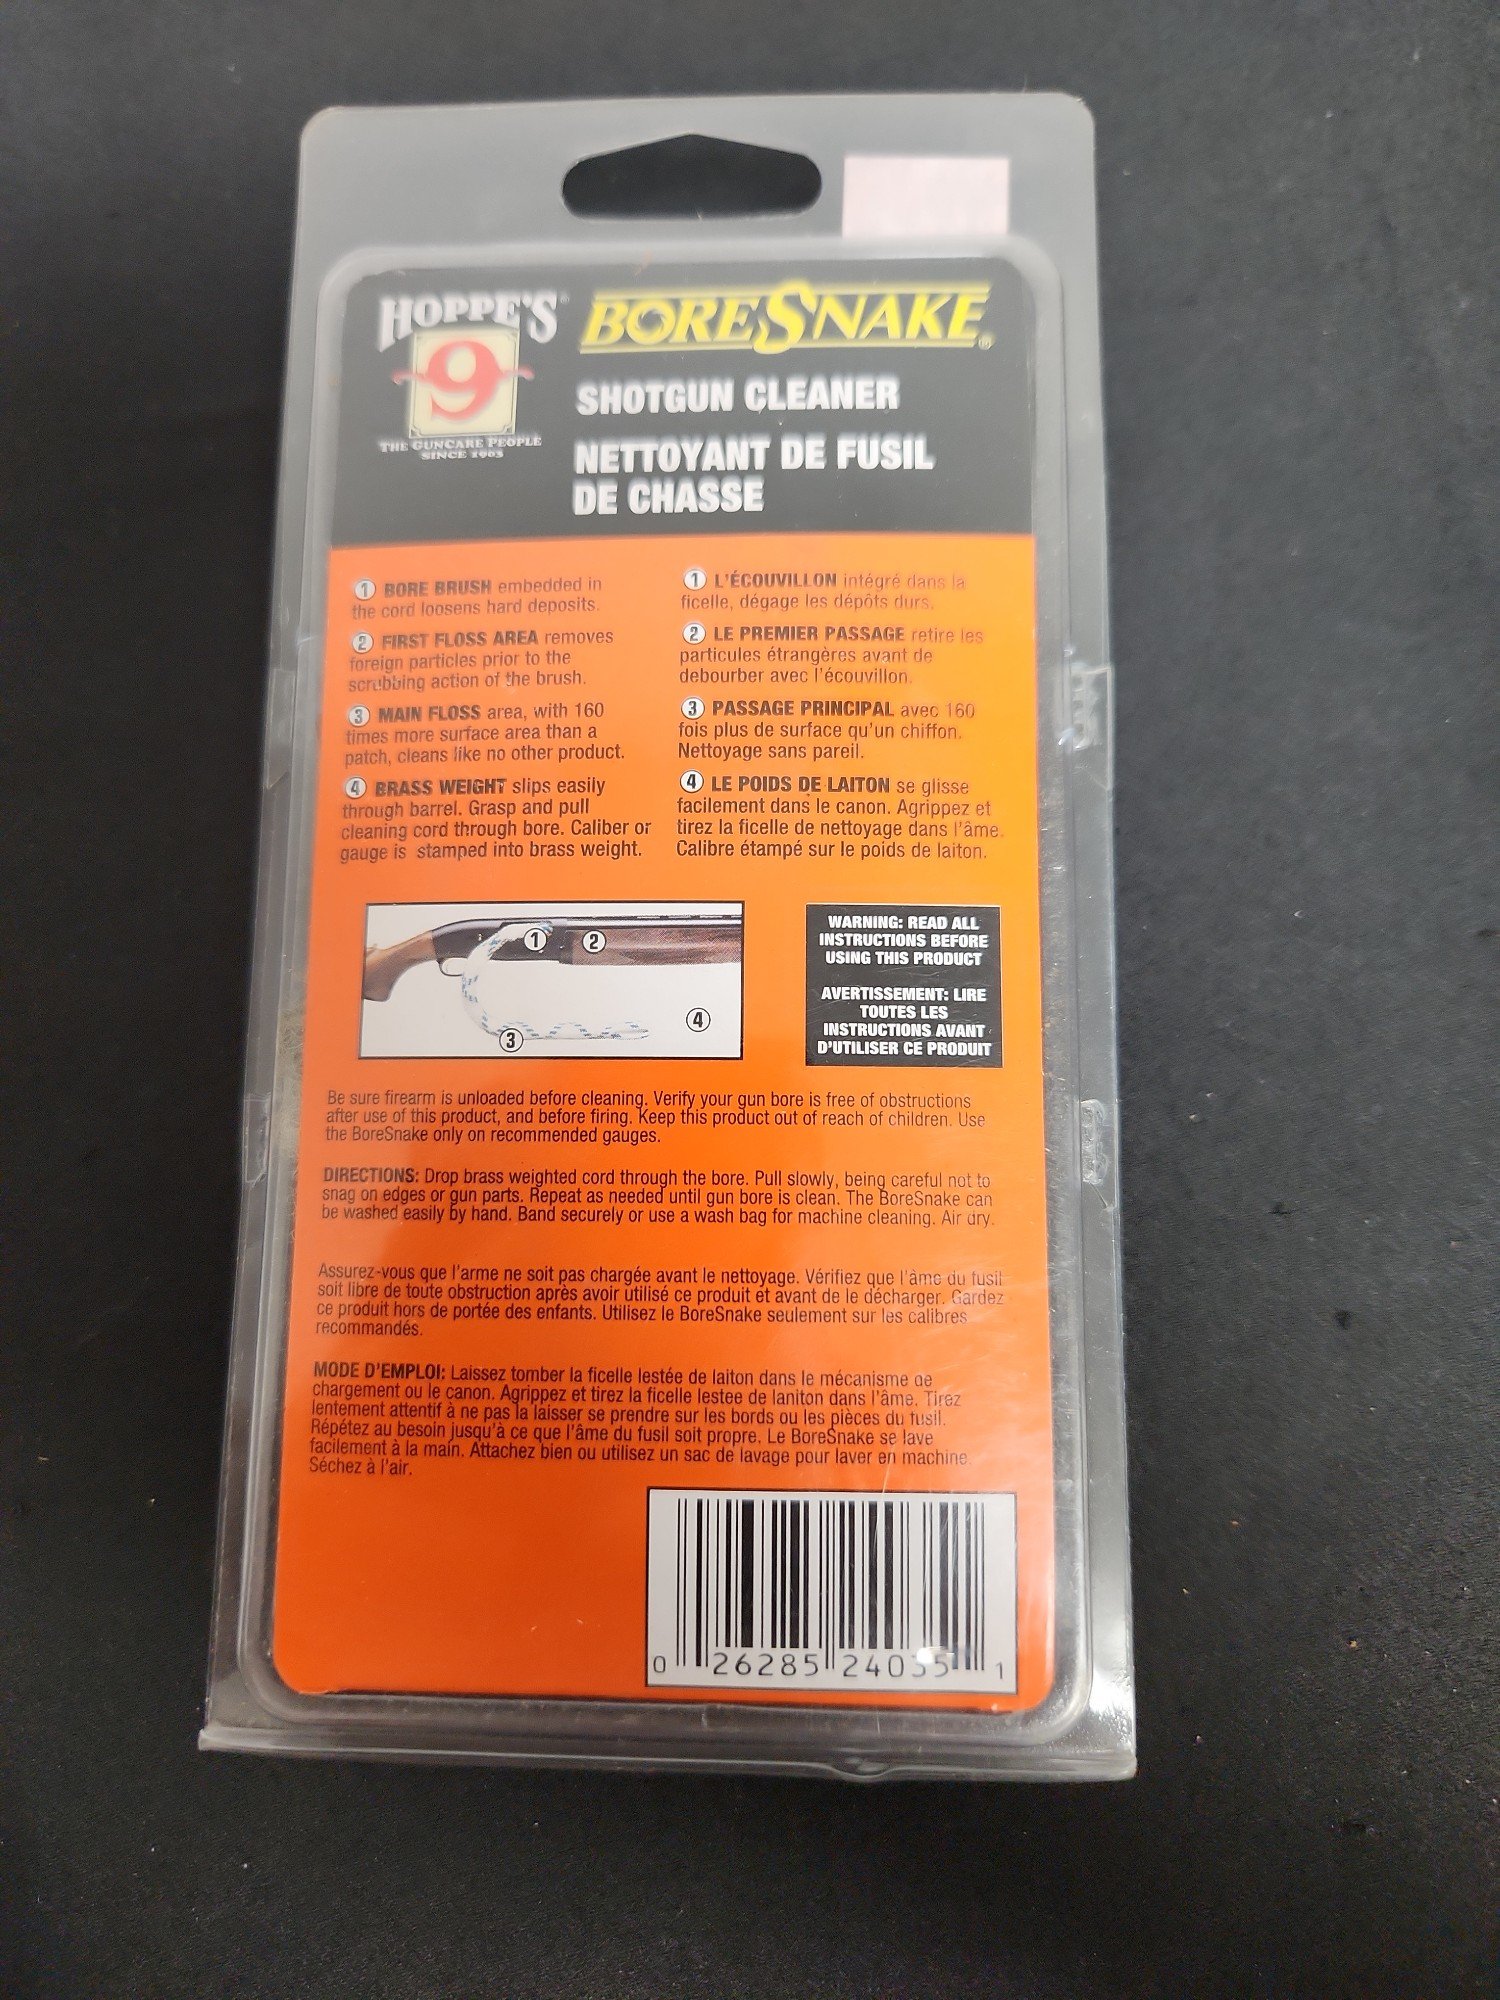 HOPPE'S®
9
THE GUNCARE PEOPLE
SINCE 1903
BORESNAKE®
SHOTGUN CLEANER
NETTOYANT DE FUSIL
DE CHASSE
1 BORE BRUSH embedded in
the cord loosens hard deposits.
2 FIRST FLOSS AREA removes
foreign particles prior to the
scrubbing action of the brush.
3 MAIN FLOSS area, with 160
times more surface area than a
patch, cleans like no other product.
4 BRASS WEIGHT slips easily
through barrel. Grasp and pull
cleaning cord through bore. Caliber or
gauge is stamped into brass weight.
1 L'ÉCOUVILLON intégré dans la
ficelle, dégage les dépôts durs.
2 LE PREMIER PASSAGE retire les
particules étrangères avant de
debourber avec l'écouvillon.
3 PASSAGE PRINCIPAL avec 160
fois plus de surface qu'un chiffon.
Nettoyage sans pareil.
4 LE POIDS DE LAITON se glisse
facilement dans le canon. Agrippez et
tirez la ficelle de nettoyage dans l'âme.
Calibre étampé sur le poids de laiton.
1 2
3 4
WARNING: READ ALL
INSTRUCTIONS BEFORE
USING THIS PRODUCT
AVERTISSEMENT: LIRE
TOUTES LES
INSTRUCTIONS AVANT
D'UTILISER CE PRODUIT
Be sure firearm is unloaded before cleaning. Verify your gun bore is free of obstructions
after use of this product, and before firing. Keep this product out of reach of children. Use
the BoreSnake only on recommended gauges.
DIRECTIONS: Drop brass weighted cord through the bore. Pull slowly, being careful not to
snag on edges or gun parts. Repeat as needed until gun bore is clean. The BoreSnake can
be washed easily by hand. Band securely or use a wash bag for machine cleaning. Air dry.
Assurez-vous que l'arme ne soit pas chargée avant le nettoyage. Vérifiez que l'âme du fusil
soit libre de toute obstruction après avoir utilisé ce produit et avant de le décharger. Gardez
ce produit hors de portée des enfants. Utilisez le BoreSnake seulement sur les calibres
recommandés.
MODE D'EMPLOI: Laissez tomber la ficelle lestée de laiton dans le mécanisme de
chargement ou le canon. Agrippez et tirez la ficelle lestee de laniton dans l'âme. Tirez
lentement attentif à ne pas la laisser se prendre sur les bords ou les pièces du fusil.
Répétez au besoin jusqu'à ce que l'âme du fusil soit propre. Le BoreSnake se lave
facilement à la main. Attachez bien ou utilisez un sac de lavage pour laver en machine.
Séchez à l'air.
0 26285 24035 1